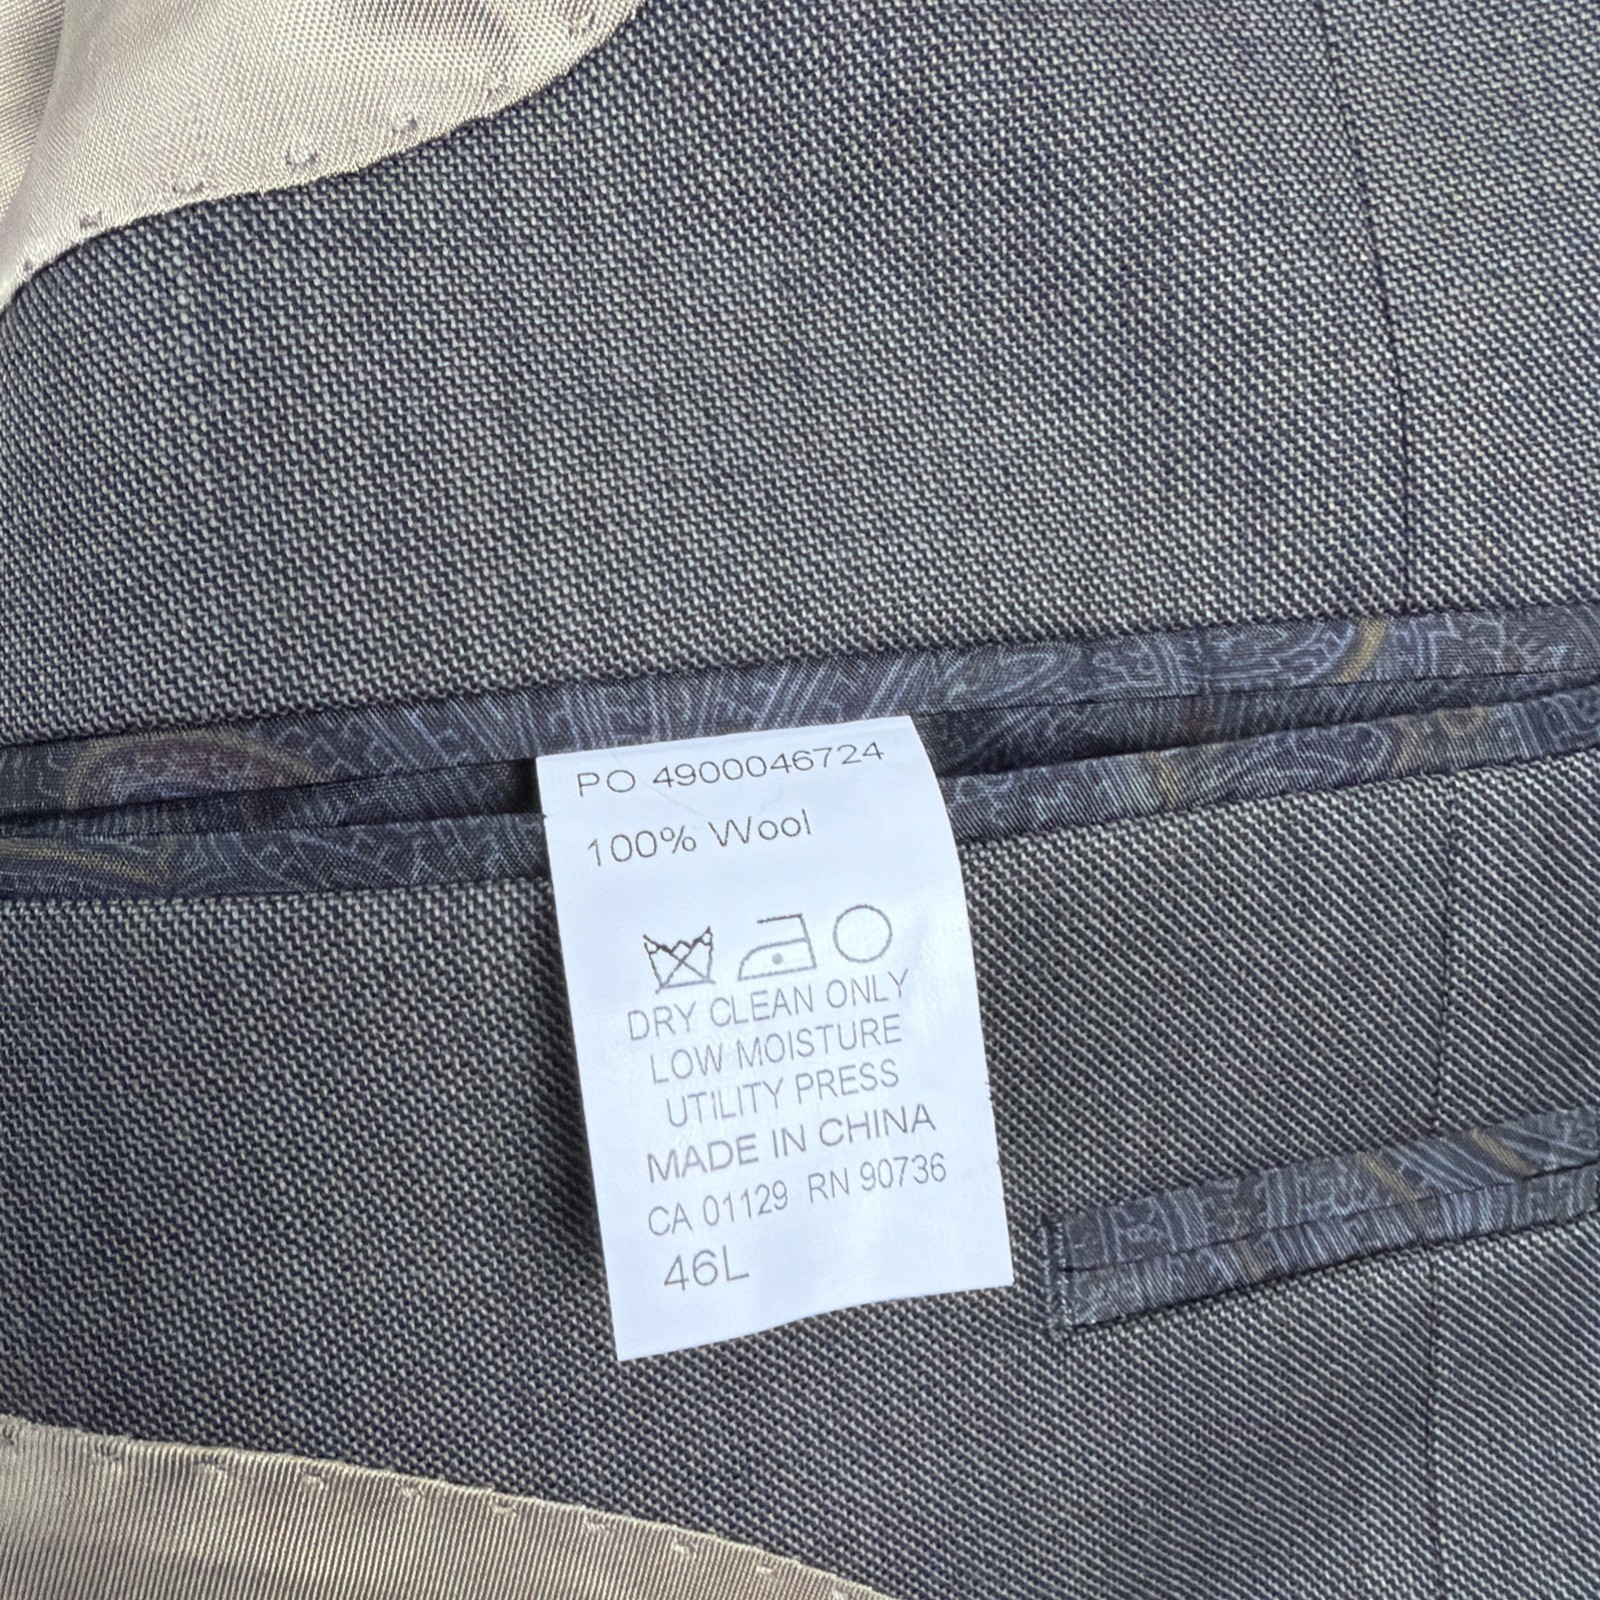 PO 4900046724
100% Wool
DRY CLEAN ONLY
LOW MOISTURE
UTILITY PRESS
MADE IN CHINA
CA 01129 RN 90736
46L